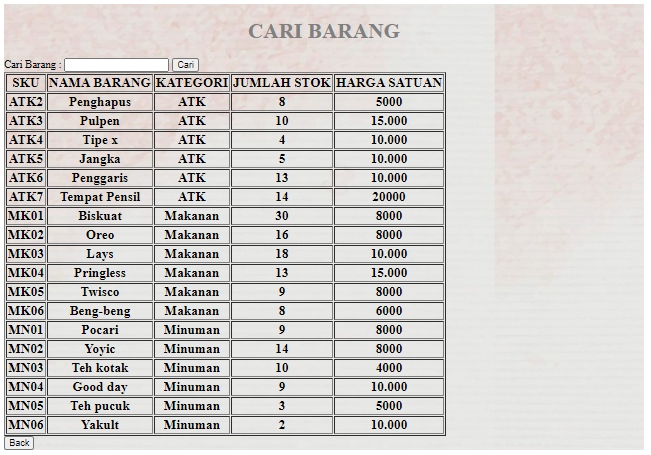 CARI BARANG
Cari Barang : Cari
SKU NAMA BARANG KATEGORI JUMLAH STOK HARGA SATUAN
ATK2 Penghapus ATK 8 5000
ATK3 Pulpen ATK 10 15.000
ATK4 Tipe x ATK 4 10.000
ATK5 Jangka ATK 5 10.000
ATK6 Penggaris ATK 13 10.000
ATK7 Tempat Pensil ATK 14 20000
MK01 Biskuat Makanan 30 8000
MK02 Oreo Makanan 16 8000
MK03 Lays Makanan 18 10.000
MK04 Pringless Makanan 13 15.000
MK05 Twisco Makanan 9 8000
MK06 Beng-beng Makanan 8 6000
MN01 Pocari Minuman 9 8000
MN02 Yoyic Minuman 14 8000
MN03 Teh kotak Minuman 10 4000
MN04 Good day Minuman 9 10.000
MN05 Teh pucuk Minuman 3 5000
MN06 Yakult Minuman 2 10.000
Back